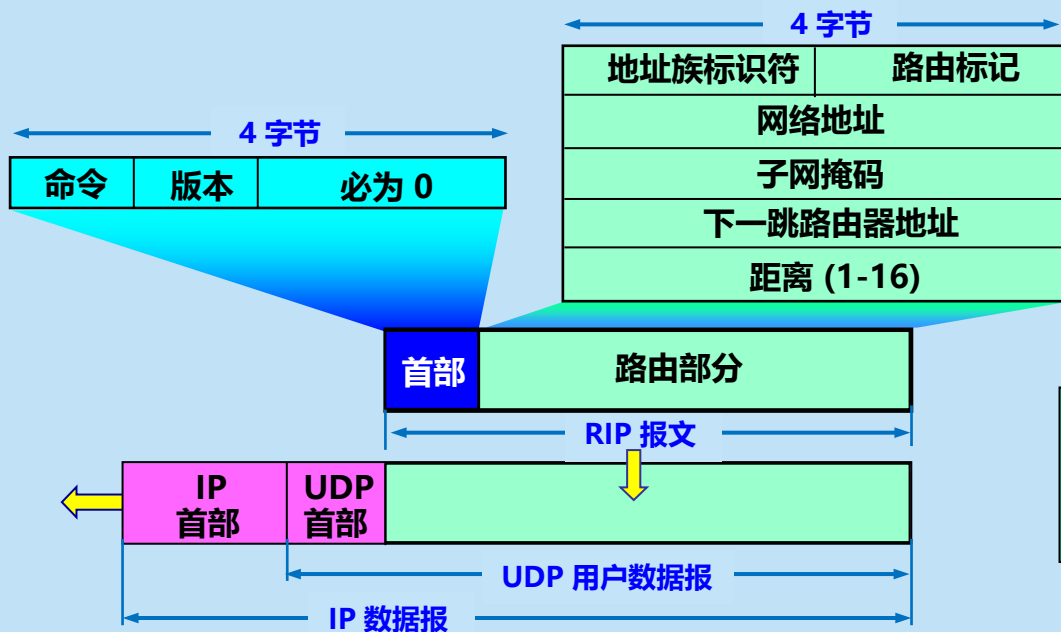 4 字节
地址族标识符
路由标记
网络地址
子网掩码
下一跳路由器地址
距离 (1-16)
4 字节
命令
版本
必为 0
首部
路由部分
RIP 报文
IP
首部
UDP
首部
UDP 用户数据报
IP 数据报